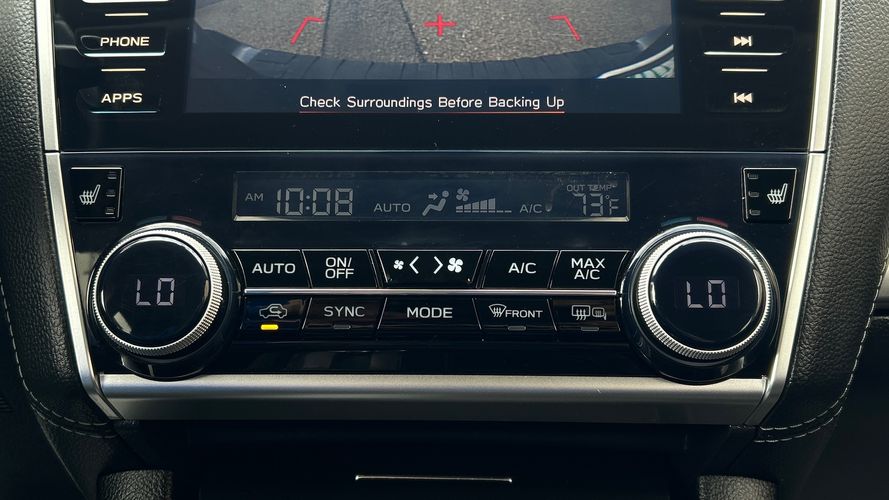 PHONE
APPS
Check Surroundings Before Backing Up
AM 10:08 AUTO A/C OUT TEMP 73°F
AUTO ON/OFF A/C MAX A/C
LO LO
SYNC MODE FRONT